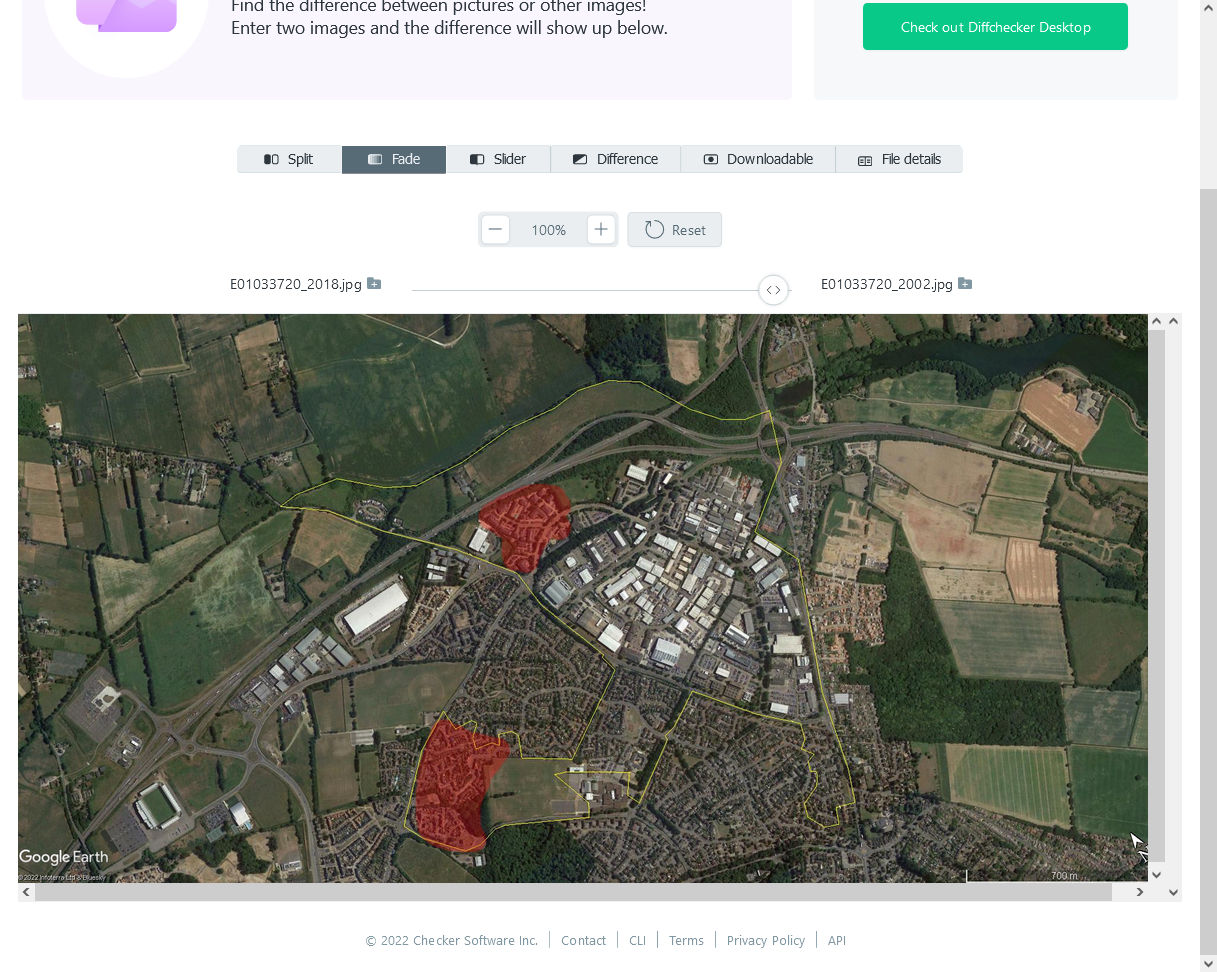 Find the difference between pictures or other images!
Enter two images and the difference will show up below.
Check out Diffchecker Desktop
Split Fade Slider Difference Downloadable File details
100% Reset
E01033720_2018.jpg E01033720_2002.jpg
Google Earth
©2022 Infoterra Ltd & Bluesky
700 m
© 2022 Checker Software Inc. Contact CLI Terms Privacy Policy API